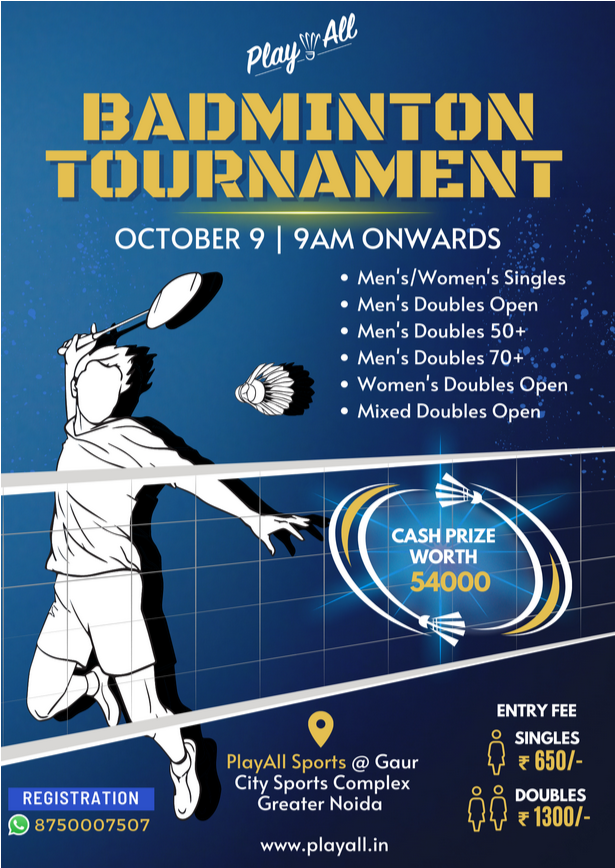 Play All
BADMINTON
TOURNAMENT
OCTOBER 9 | 9AM ONWARDS
• Men's/Women's Singles
• Men's Doubles Open
• Men's Doubles 50+
• Men's Doubles 70+
• Women's Doubles Open
• Mixed Doubles Open
CASH PRIZE
WORTH
54000
ENTRY FEE
SINGLES
₹ 650/-
DOUBLES
₹ 1300/-
PlayAll Sports @ Gaur
City Sports Complex
Greater Noida
REGISTRATION
8750007507
www.playall.in